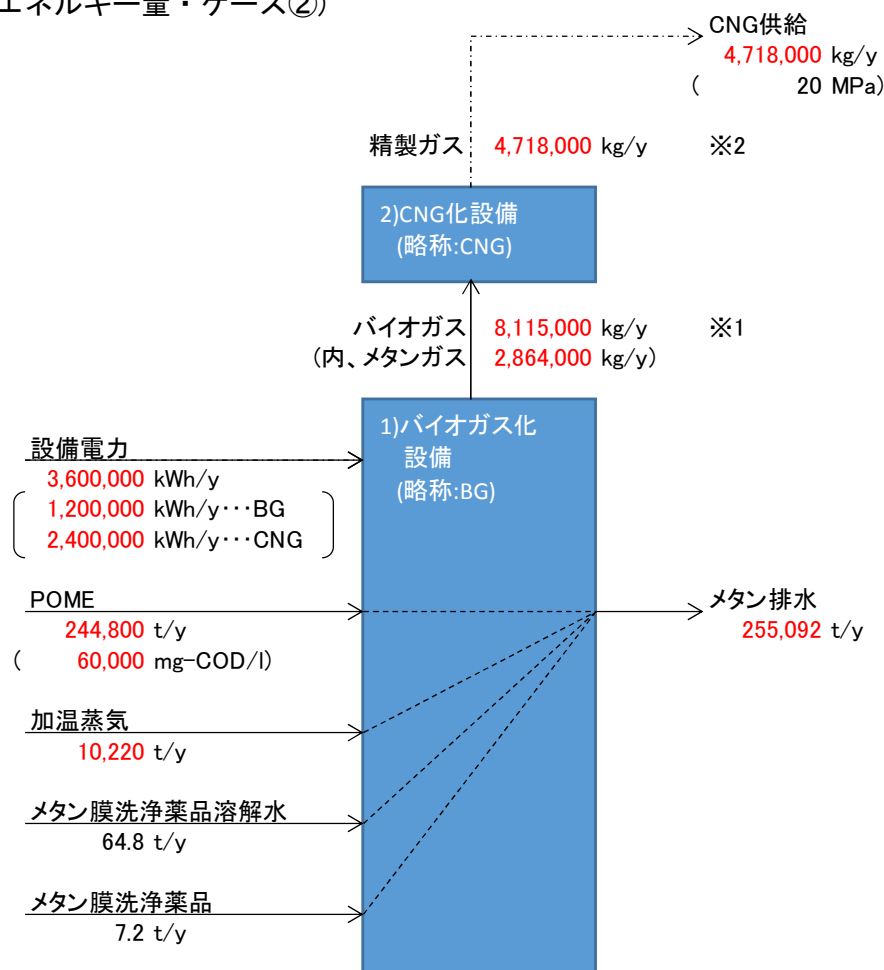 エネルギー量・ケース②)
CNG供給
4,718,000 kg/y
( 20 MPa)
精製ガス 4,718,000 kg/y ※2
2)CNG化設備
(略称:CNG)
バイオガス 8,115,000 kg/y ※1
(内、メタンガス 2,864,000 kg/y)
1)バイオガス化
設備
(略称:BG)
設備電力
3,600,000 kWh/y
1,200,000 kWh/y・・・BG
2,400,000 kWh/y・・・CNG
POME
244,800 t/y
( 60,000 mg-COD/l)
メタン排水
255,092 t/y
加温蒸気
10,220 t/y
メタン膜洗浄薬品溶解水
64.8 t/y
メタン膜洗浄薬品
7.2 t/y